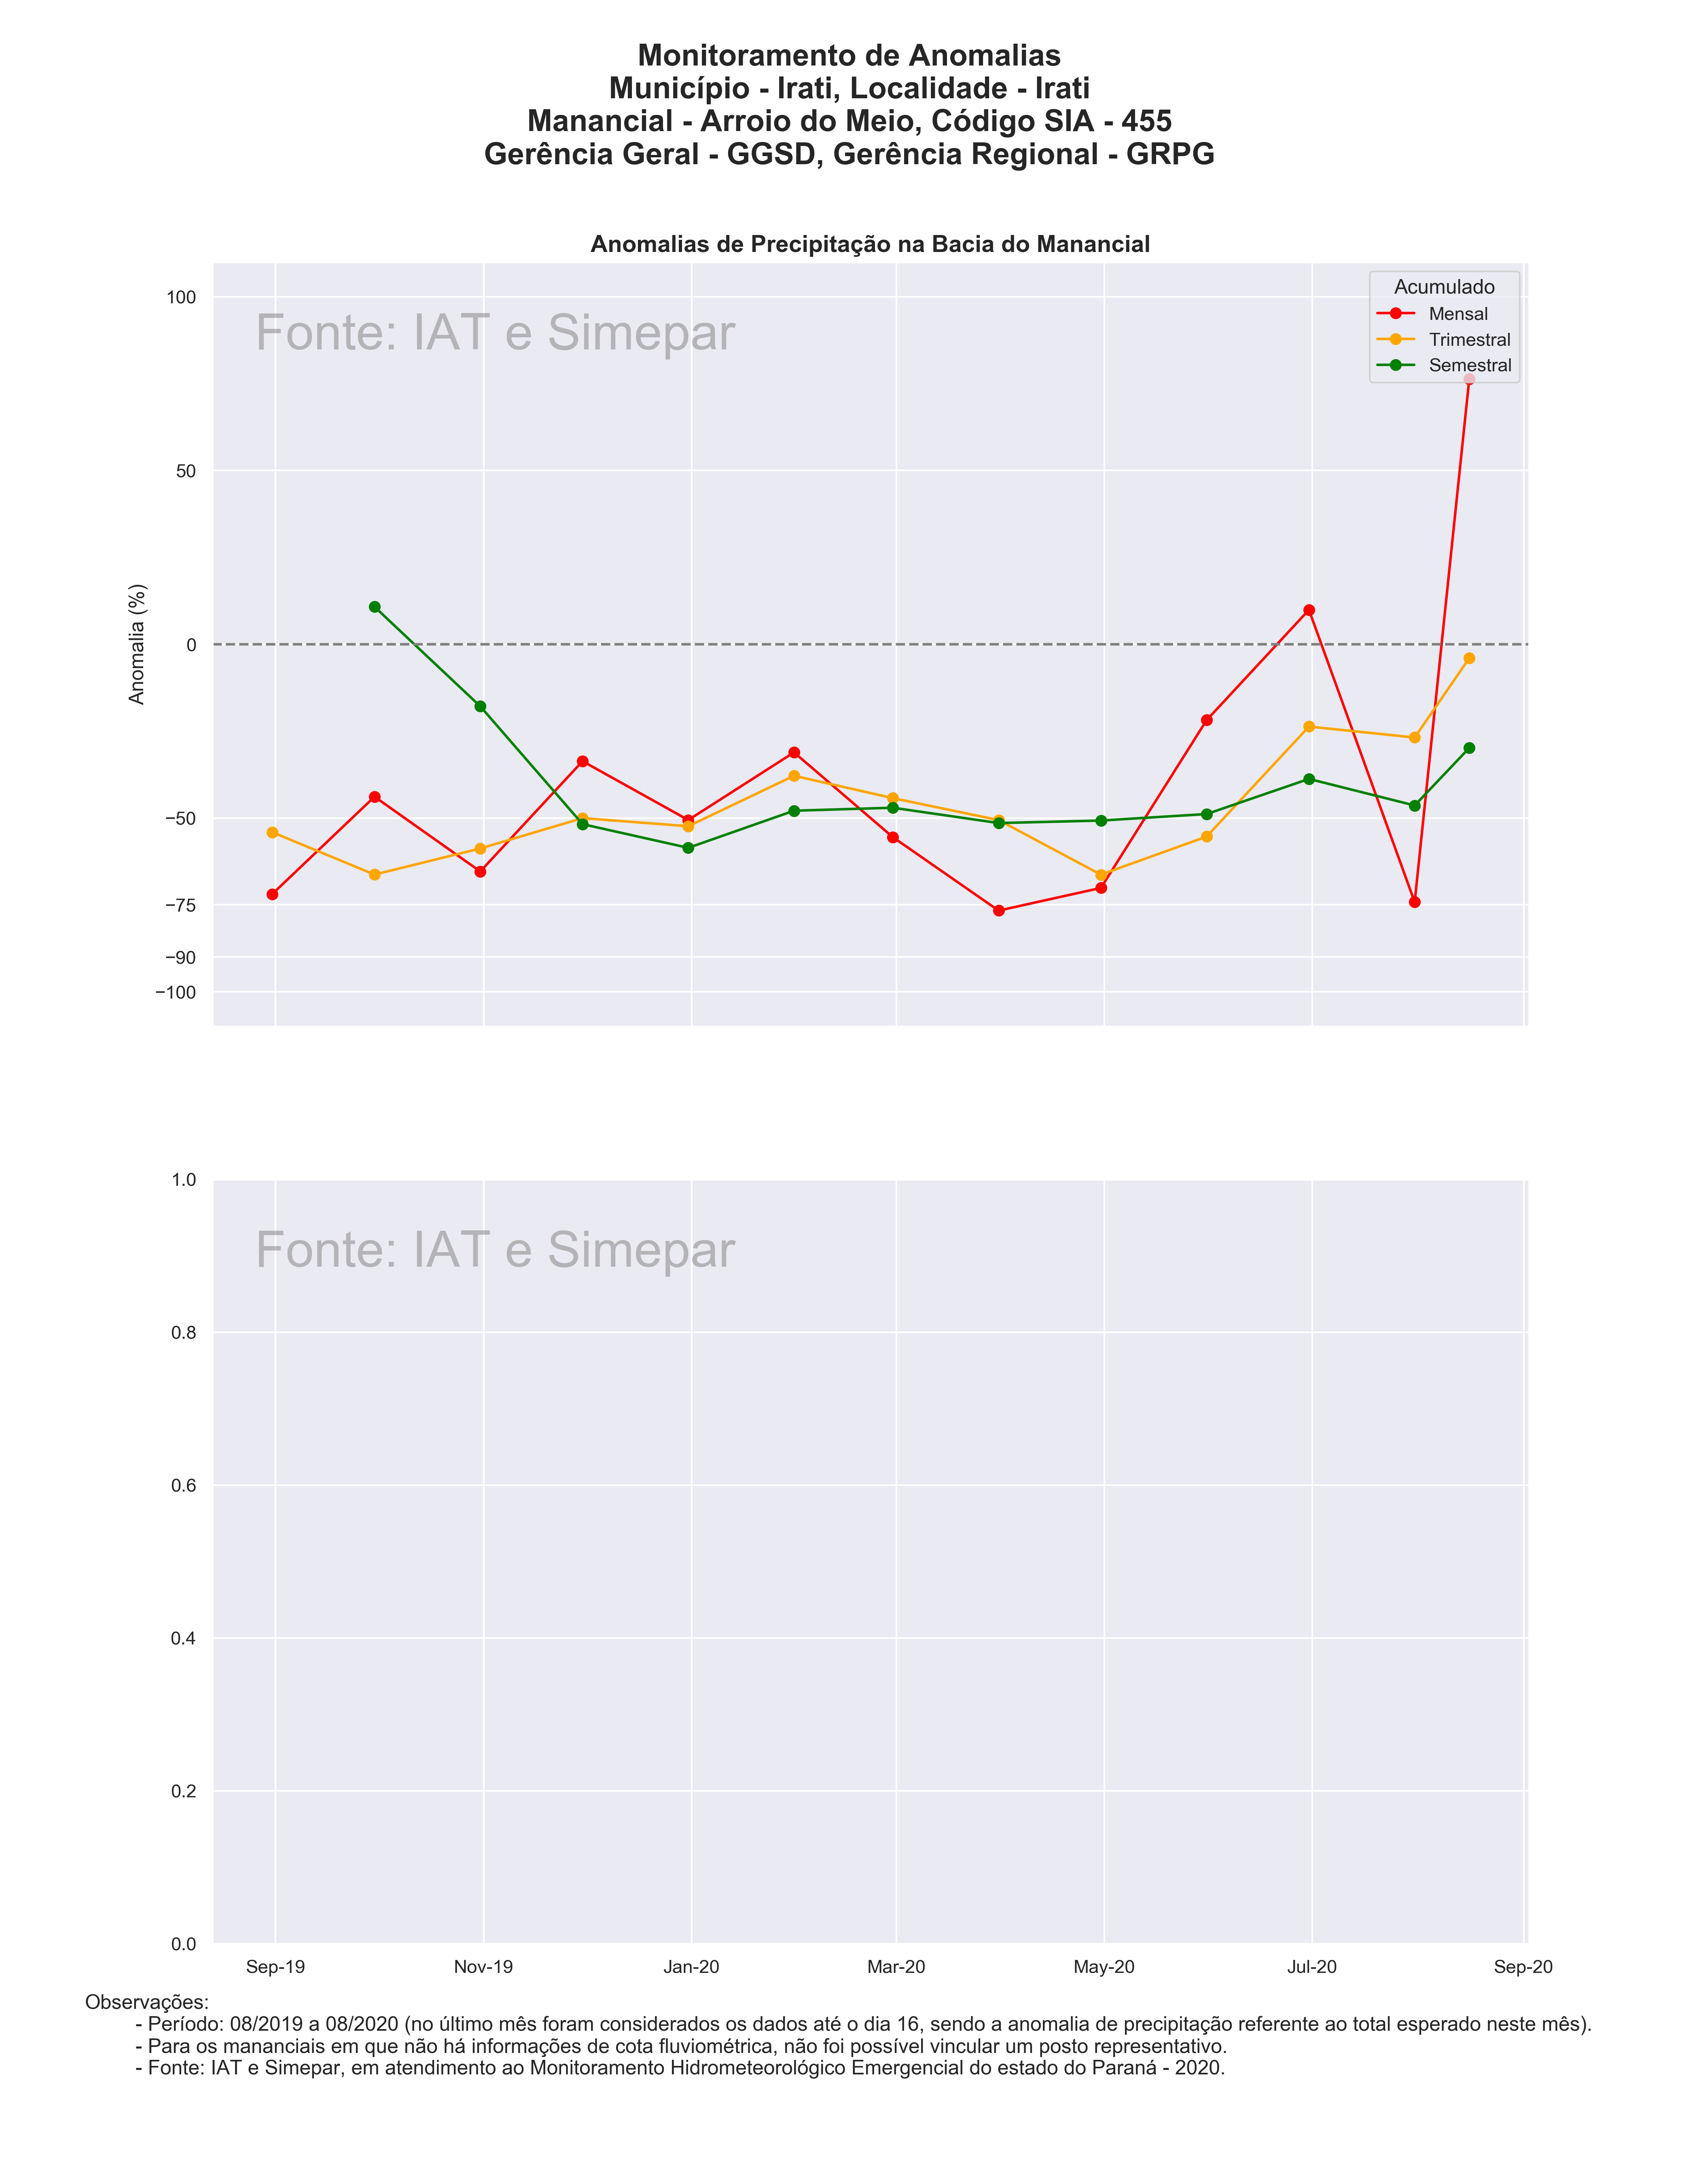 Monitoramento de Anomalias
Município - Irati, Localidade - Irati
Manancial - Arroio do Meio, Código SIA - 455
Gerência Geral - GGSD, Gerência Regional - GRPG
Anomalias de Precipitação na Bacia do Manancial
Fonte: IAT e Simepar
Acumulado
Mensal
Trimestral
Semestral
Anomalia (%)
100
50
0
−50
−75
−90
−100
Fonte: IAT e Simepar
1.0
0.8
0.6
0.4
0.2
0.0
Sep-19 Nov-19 Jan-20 Mar-20 May-20 Jul-20 Sep-20
Observações:
- Período: 08/2019 a 08/2020 (no último mês foram considerados os dados até o dia 16, sendo a anomalia de precipitação referente ao total esperado neste mês).
- Para os mananciais em que não há informações de cota fluviométrica, não foi possível vincular um posto representativo.
- Fonte: IAT e Simepar, em atendimento ao Monitoramento Hidrometeorológico Emergencial do estado do Paraná - 2020.